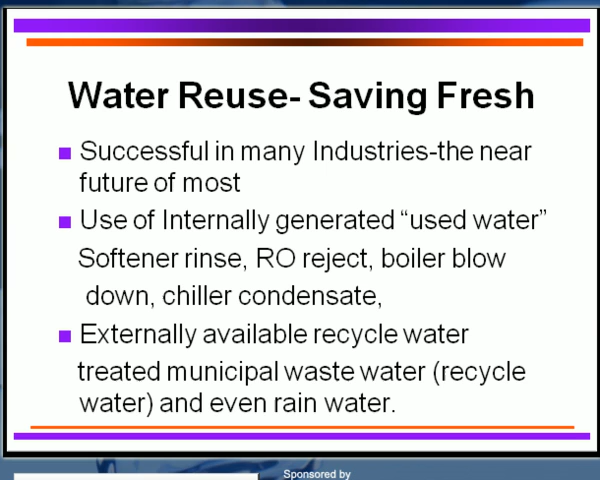 Water Reuse- Saving Fresh
Successful in many Industries-the near
future of most
Use of Internally generated “used water”
Softener rinse, RO reject, boiler blow
down, chiller condensate,
Externally available recycle water
treated municipal waste water (recycle
water) and even rain water.
Sponsored by